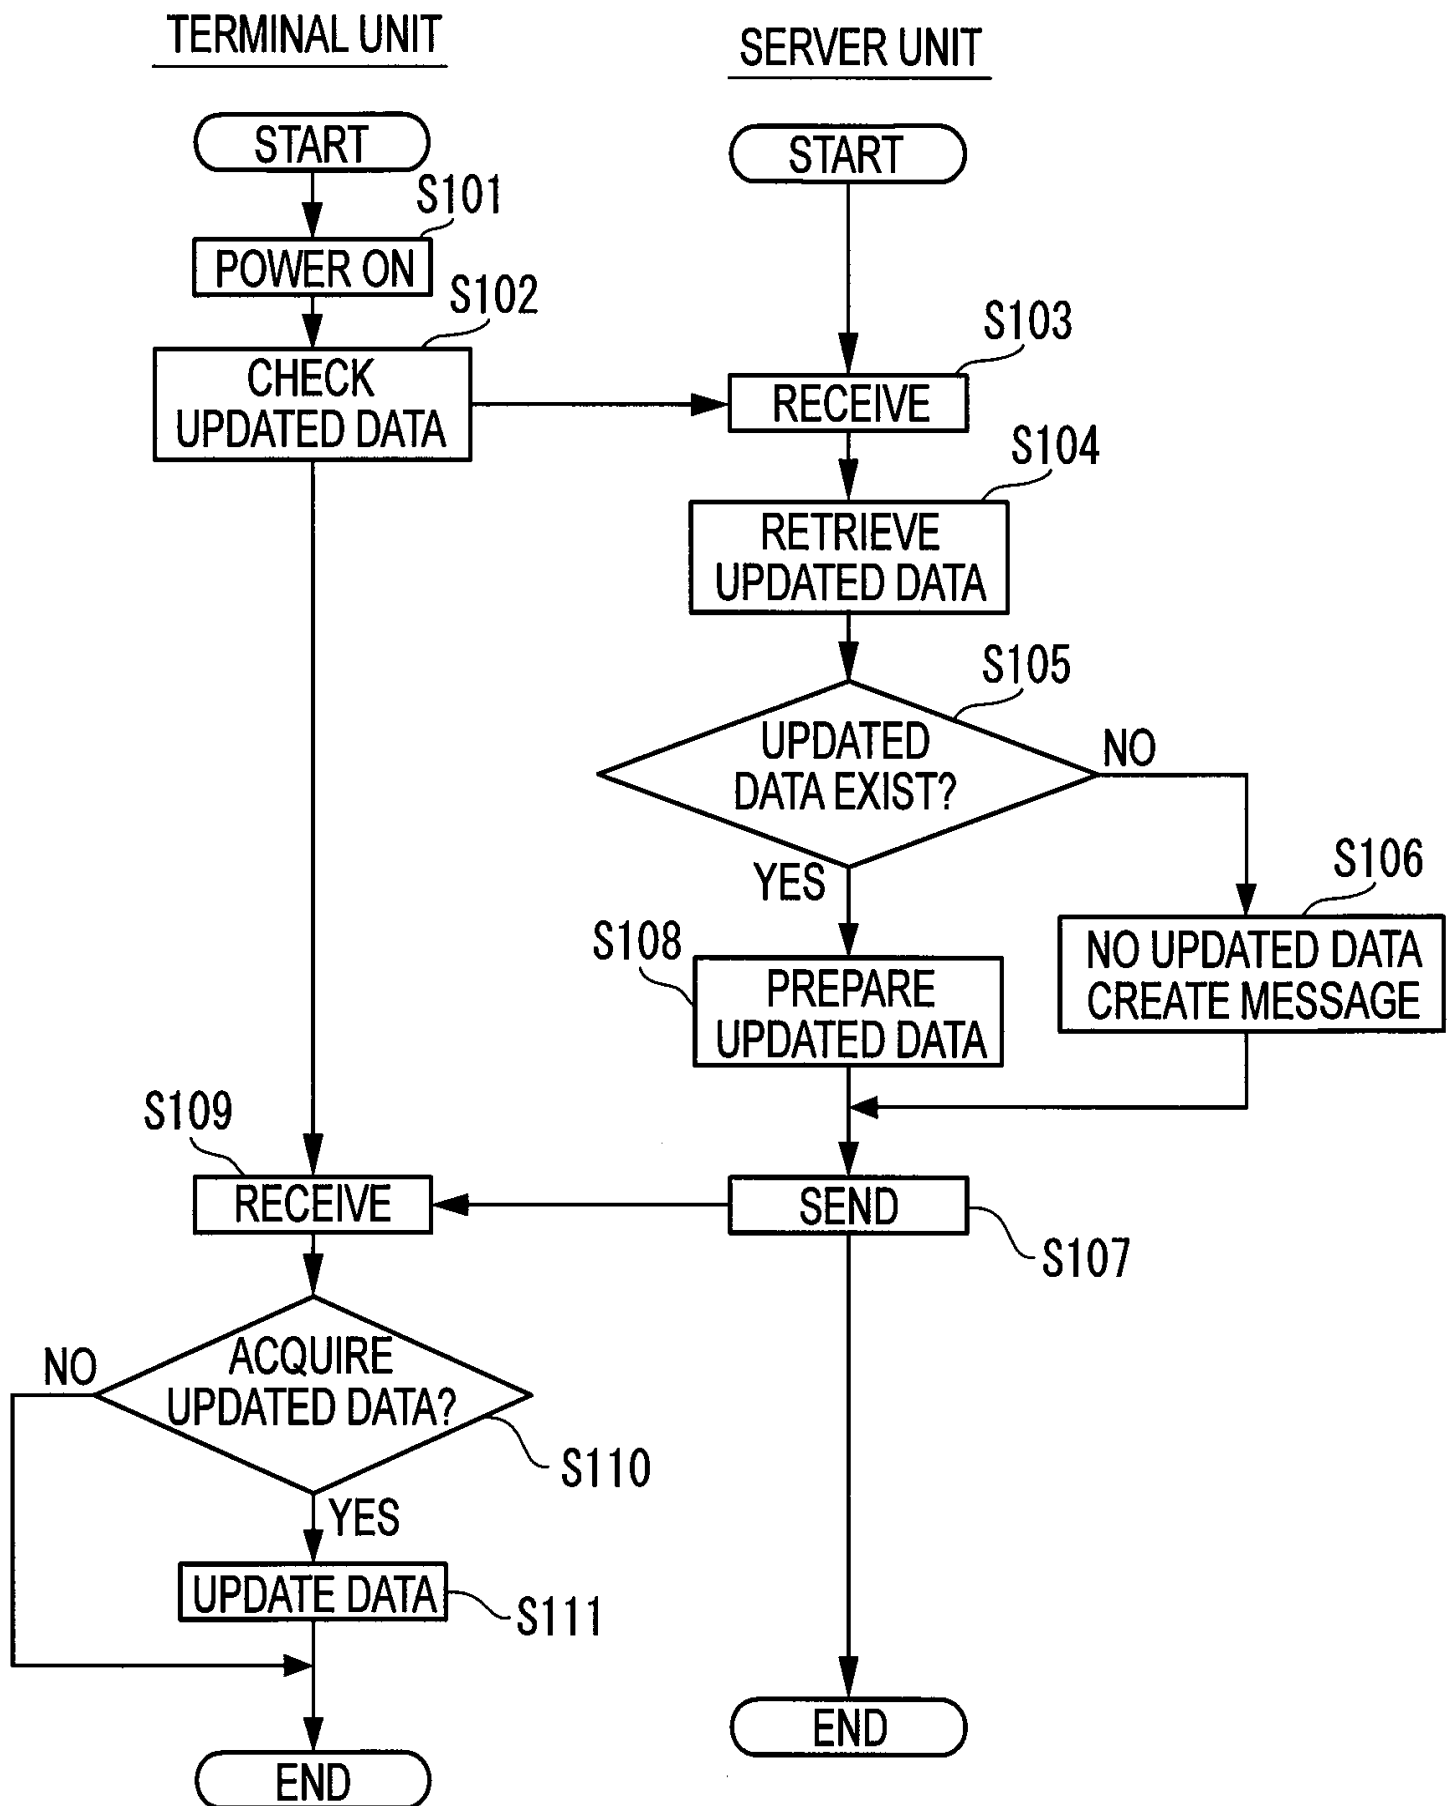 TERMINAL UNIT
SERVER UNIT
START
START
S101
POWER ON
S102
CHECK
UPDATED DATA
S103
RECEIVE
S104
RETRIEVE
UPDATED DATA
S105
UPDATED
DATA EXIST?
NO
YES
S106
NO UPDATED DATA
CREATE MESSAGE
S108
PREPARE
UPDATED DATA
S109
RECEIVE
SEND
S107
NO
ACQUIRE
UPDATED DATA?
S110
YES
UPDATE DATA
S111
END
END